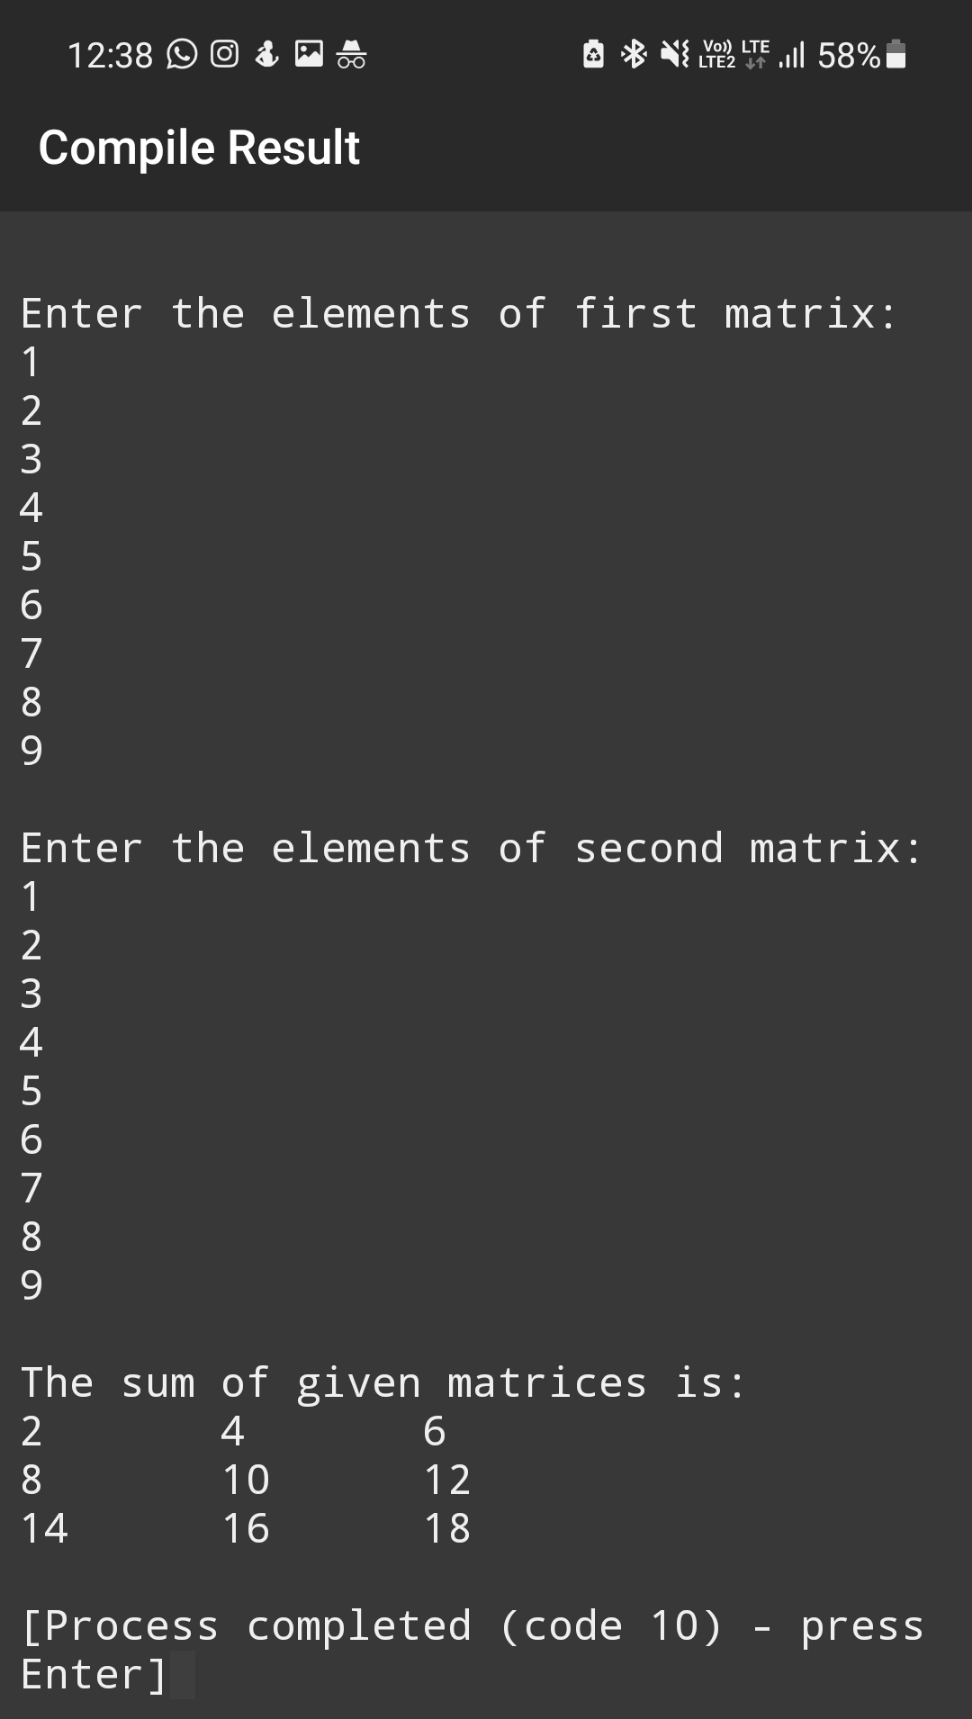 12:38 Vo)) LTE2 LTE 58%
Compile Result
Enter the elements of first matrix:
1
2
3
4
5
6
7
8
9
Enter the elements of second matrix:
1
2
3
4
5
6
7
8
9
The sum of given matrices is:
2 4 6
8 10 12
14 16 18
[Process completed (code 10) - press
Enter]